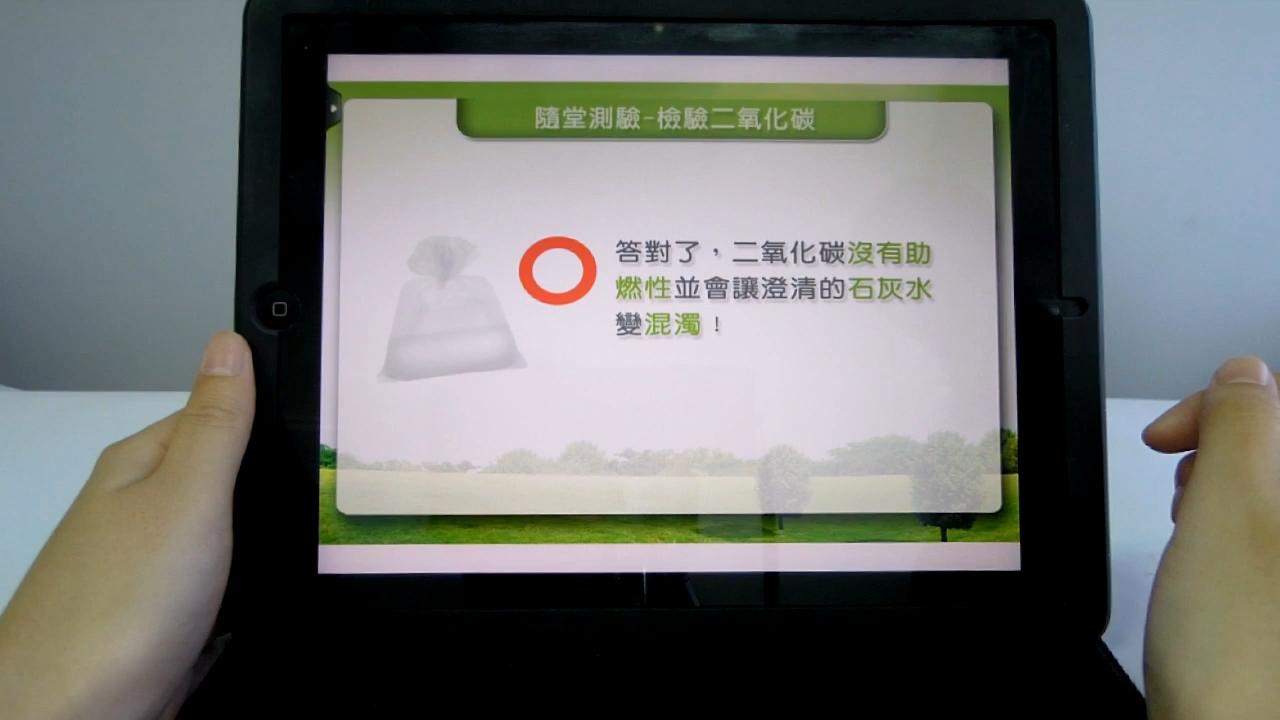 隨堂測驗-檢驗二氧化碳
答對了，二氧化碳沒有助
燃性並會讓澄清的石灰水
變混濁！